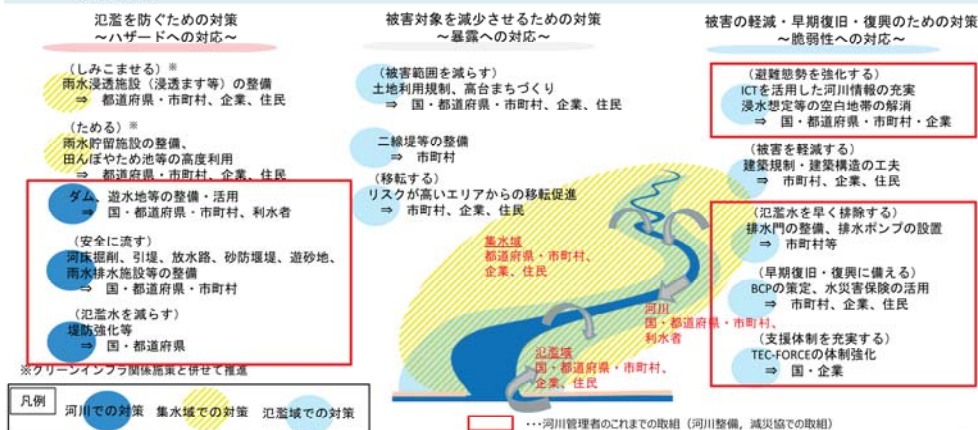 氾濫を防ぐための対策
～ハザードへの対応～
(しみこませる)※
雨水浸透施設（浸透ます等）の整備
⇒ 都道府県・市町村、企業、住民
(ためる)※
雨水貯留施設の整備、
田んぼやため池等の高度利用
⇒ 都道府県・市町村、企業、住民
ダム、遊水地等の整備・活用
⇒ 国・都道府県・市町村、利水者
(安全に流す)
河床掘削、引堤、放水路、砂防堰堤、遊砂地、
雨水排水施設等の整備
⇒ 国・都道府県・市町村
(氾濫水を減らす)
堤防強化等
⇒ 国・都道府県
※グリーンインフラ関係施策と併せて推進
被害対象を減少させるための対策
～暴露への対応～
(被害範囲を減らす)
土地利用規制、高台まちづくり
⇒ 国・都道府県・市町村、企業、住民
二線堤等の整備
⇒ 市町村
(移転する)
リスクが高いエリアからの移転促進
⇒ 市町村、企業、住民
集水域
都道府県・市町村、
企業、住民
河川
国・都道府県・市町村、
利水者
氾濫域
国・都道府県・市町村、
企業、住民
被害の軽減・早期復旧・復興のための対策
～脆弱性への対応～
(避難態勢を強化する)
ICTを活用した河川情報の充実
浸水想定等の空白地帯の解消
⇒ 国・都道府県・市町村・企業
(被害を軽減する)
建築規制・建築構造の工夫
⇒ 市町村、企業、住民
(氾濫水を早く排除する)
排水門の整備、排水ポンプの設置
⇒ 市町村等
(早期復旧・復興に備える)
BCPの策定、水災害保険の活用
⇒ 市町村、企業、住民
(支援体制を充実する)
TEC-FORCEの体制強化
⇒ 国・企業
凡例
河川での対策 集水域での対策 氾濫域での対策
･･･河川管理者のこれまでの取組（河川整備，減災協での取組）